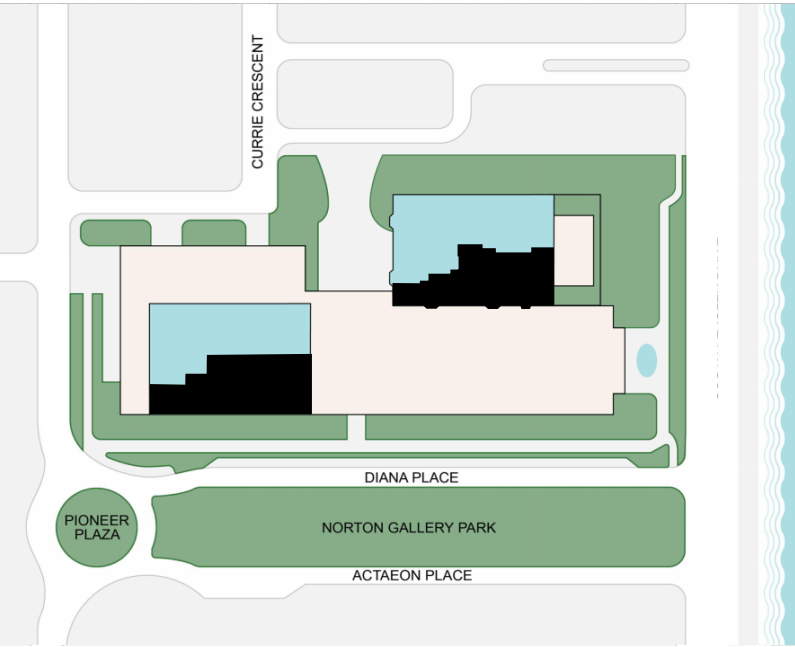 CURRIE CRESCENT
DIANA PLACE
PIONEER
PLAZA
NORTON GALLERY PARK
ACTAEON PLACE